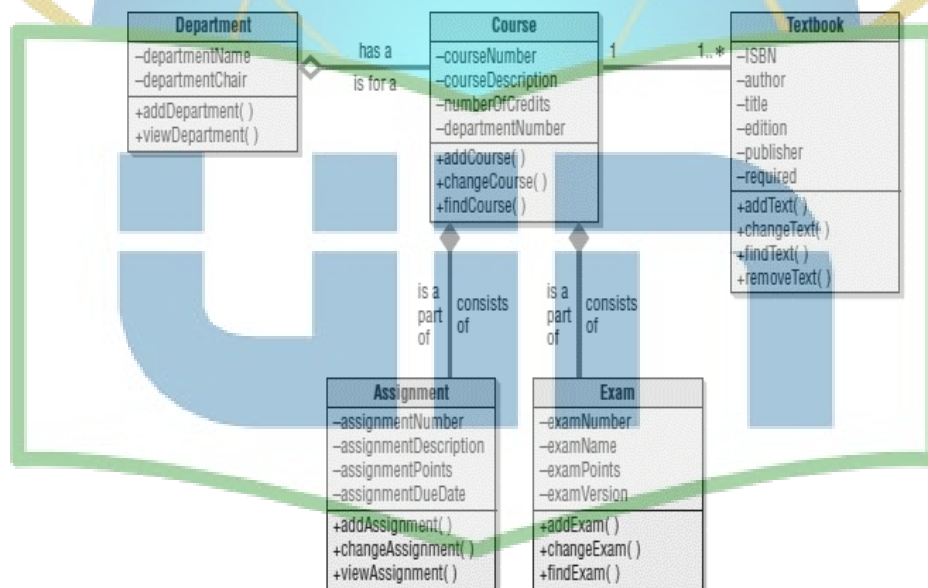 Department
–departmentName
–departmentChair
+addDepartment( )
+viewDepartment( )
has a
is for a
Course
–courseNumber
–courseDescription
–numberOfCredits
–departmentNumber
+addCourse( )
+changeCourse( )
+findCourse( )
1
1..*
Textbook
–ISBN
–author
–title
–edition
–publisher
–required
+addText( )
+changeText( )
+findText( )
+removeText( )
is a
part
of
consists
of
is a
part
of
consists
of
Assignment
–assignmentNumber
–assignmentDescription
–assignmentPoints
–assignmentDueDate
+addAssignment( )
+changeAssignment( )
+viewAssignment( )
Exam
–examNumber
–examName
–examPoints
–examVersion
+addExam( )
+changeExam( )
+findExam( )